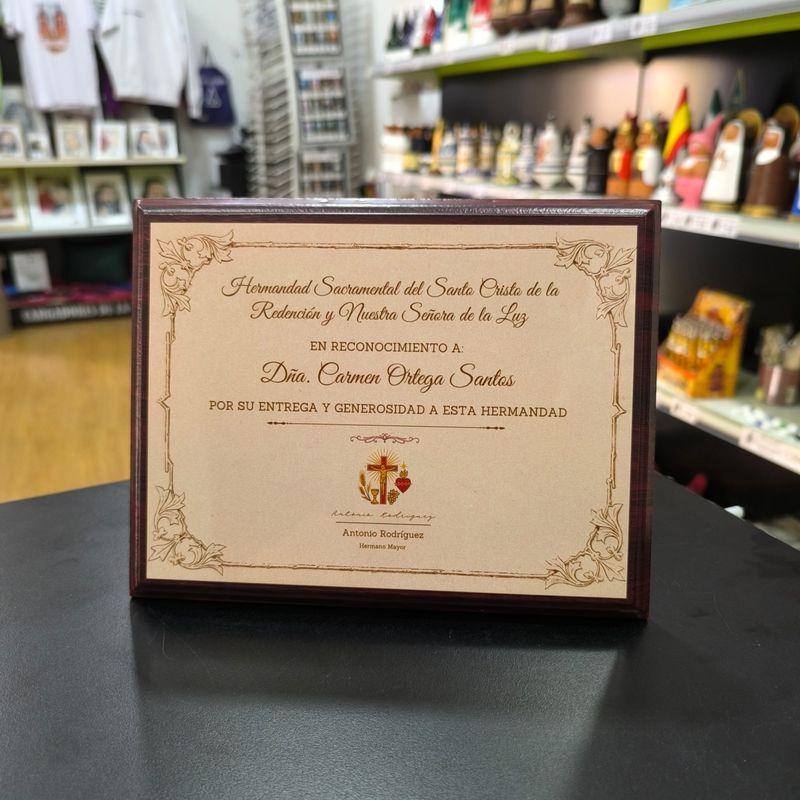 Hermandad Sacramental del Santo Cristo de la
Redención y Nuestra Señora de la Luz
EN RECONOCIMIENTO A:
Dña. Carmen Ortega Santos
POR SU ENTREGA Y GENEROSIDAD A ESTA HERMANDAD
Antonio Rodríguez
Antonio Rodríguez
Hermano Mayor